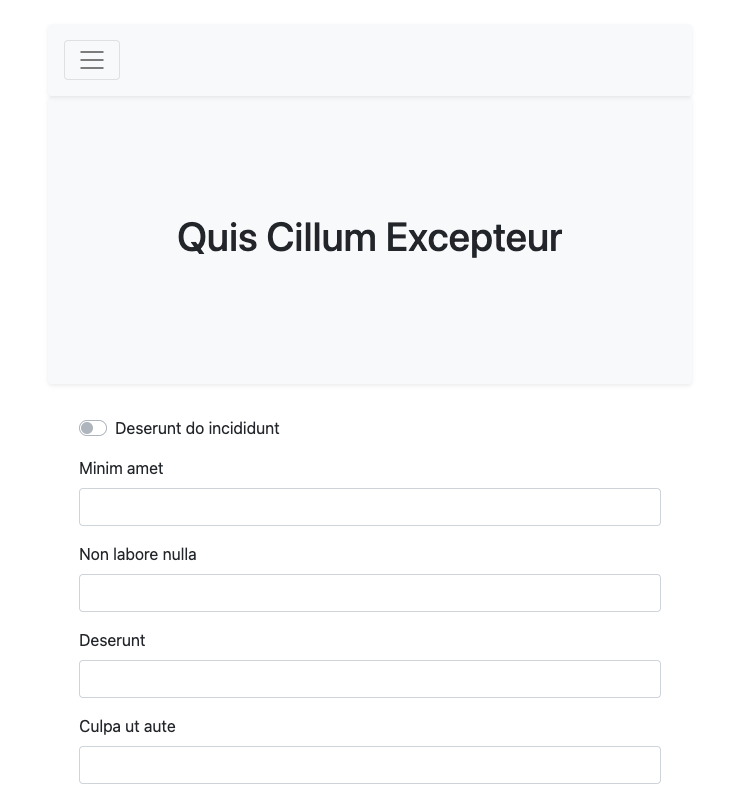 Quis Cillum Excepteur
Deserunt do incididunt
Minim amet
Non labore nulla
Deserunt
Culpa ut aute